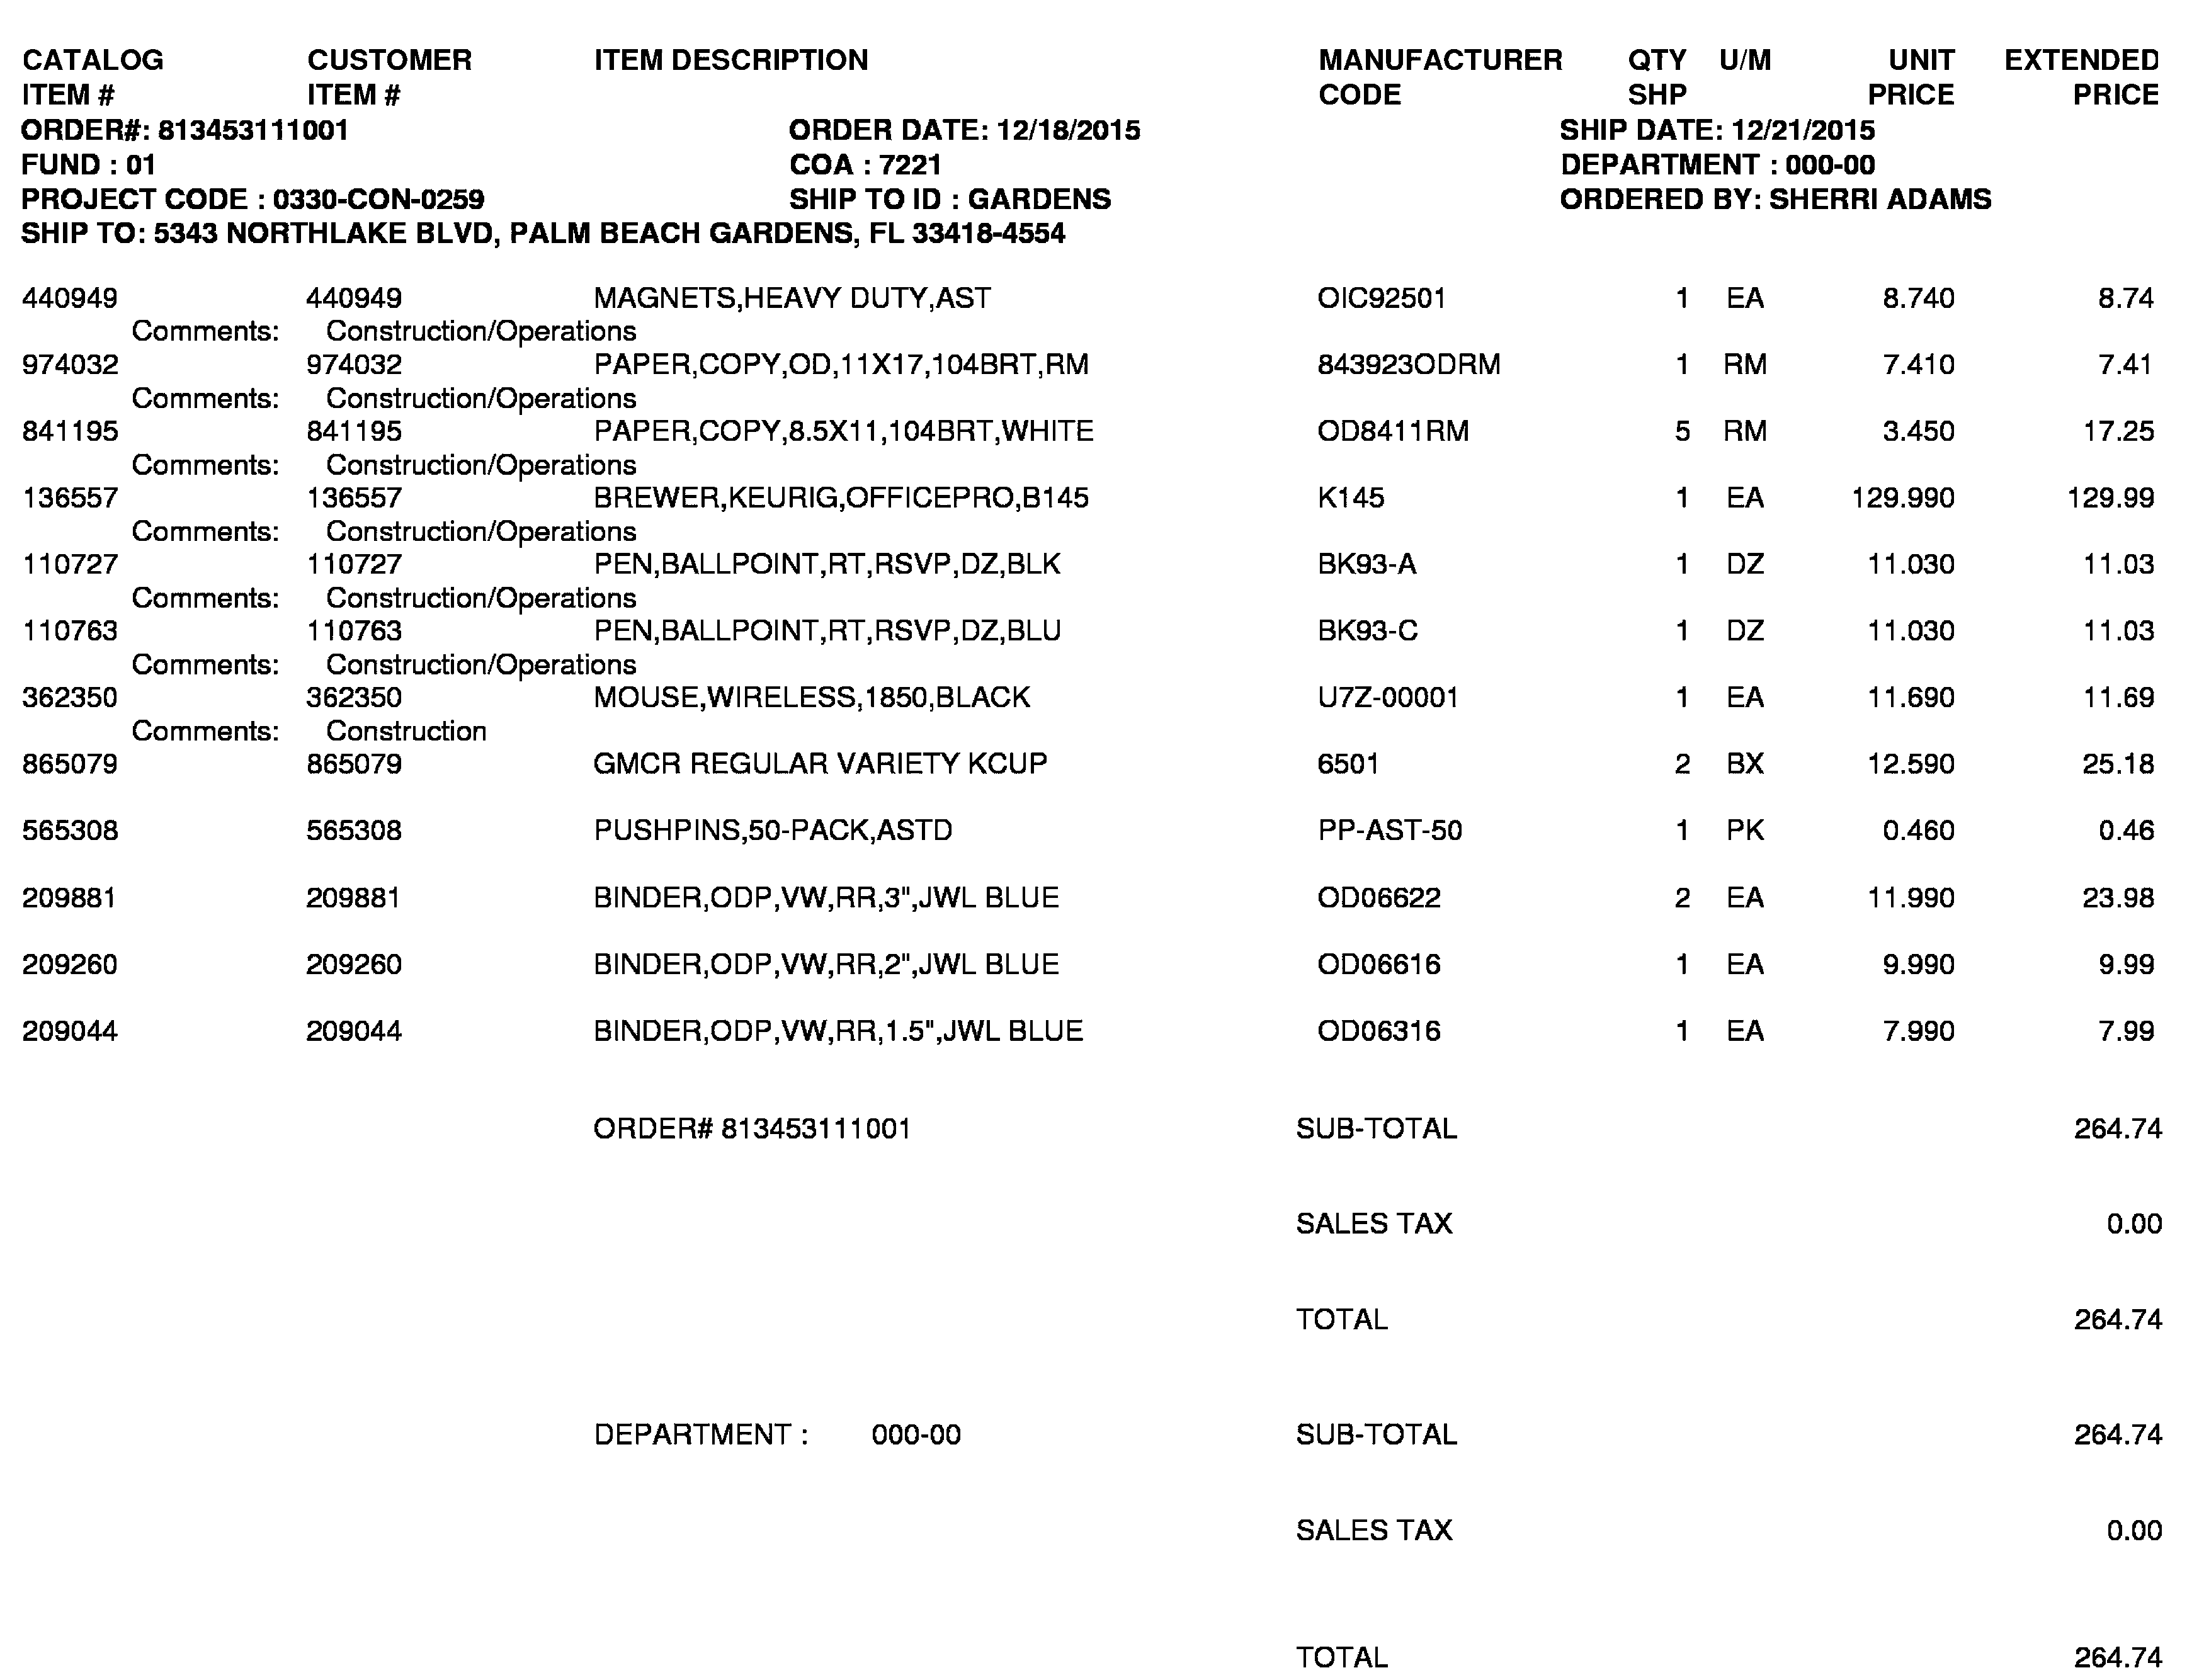 CATALOG CUSTOMER ITEM DESCRIPTION MANUFACTURER QTY U/M UNIT EXTENDED
ITEM # ITEM # CODE SHP PRICE PRICE
ORDER#: 813453111001 ORDER DATE: 12/18/2015 SHIP DATE: 12/21/2015
FUND : 01 COA : 7221 DEPARTMENT : 000-00
PROJECT CODE : 0330-CON-0259 SHIP TO ID : GARDENS ORDERED BY: SHERRI ADAMS
SHIP TO: 5343 NORTHLAKE BLVD, PALM BEACH GARDENS, FL 33418-4554
440949 440949 MAGNETS,HEAVY DUTY,AST OIC92501 1 EA 8.740 8.74
Comments: Construction/Operations
974032 974032 PAPER,COPY,OD,11X17,104BRT,RM 843923ODRM 1 RM 7.410 7.41
Comments: Construction/Operations
841195 841195 PAPER,COPY,8.5X11,104BRT,WHITE OD8411RM 5 RM 3.450 17.25
Comments: Construction/Operations
136557 136557 BREWER,KEURIG,OFFICEPRO,B145 K145 1 EA 129.990 129.99
Comments: Construction/Operations
110727 110727 PEN,BALLPOINT,RT,RSVP,DZ,BLK BK93-A 1 DZ 11.030 11.03
Comments: Construction/Operations
110763 110763 PEN,BALLPOINT,RT,RSVP,DZ,BLU BK93-C 1 DZ 11.030 11.03
Comments: Construction/Operations
362350 362350 MOUSE,WIRELESS,1850,BLACK U7Z-00001 1 EA 11.690 11.69
Comments: Construction
865079 865079 GMCR REGULAR VARIETY KCUP 6501 2 BX 12.590 25.18
565308 565308 PUSHPINS,50-PACK,ASTD PP-AST-50 1 PK 0.460 0.46
209881 209881 BINDER,ODP,VW,RR,3",JWL BLUE OD06622 2 EA 11.990 23.98
209260 209260 BINDER,ODP,VW,RR,2",JWL BLUE OD06616 1 EA 9.990 9.99
209044 209044 BINDER,ODP,VW,RR,1.5",JWL BLUE OD06316 1 EA 7.990 7.99
ORDER# 813453111001 SUB-TOTAL 264.74
SALES TAX 0.00
TOTAL 264.74
DEPARTMENT : 000-00 SUB-TOTAL 264.74
SALES TAX 0.00
TOTAL 264.74